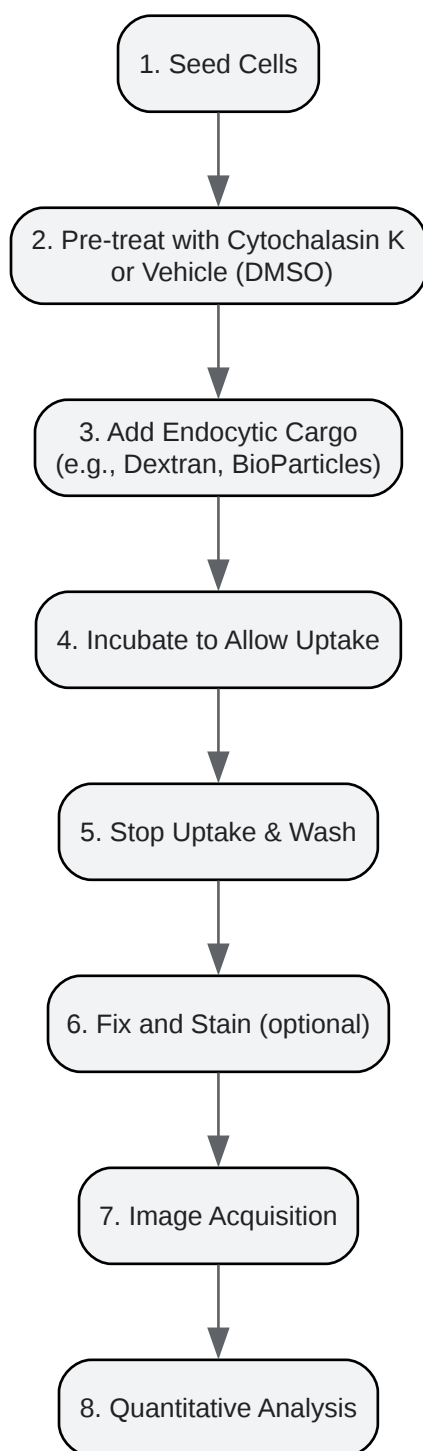 1. Seed Cells
2. Pre-treat with Cytochalasin K
or Vehicle (DMSO)
3. Add Endocytic Cargo
(e.g., Dextran, BioParticles)
4. Incubate to Allow Uptake
5. Stop Uptake & Wash
6. Fix and Stain (optional)
7. Image Acquisition
8. Quantitative Analysis